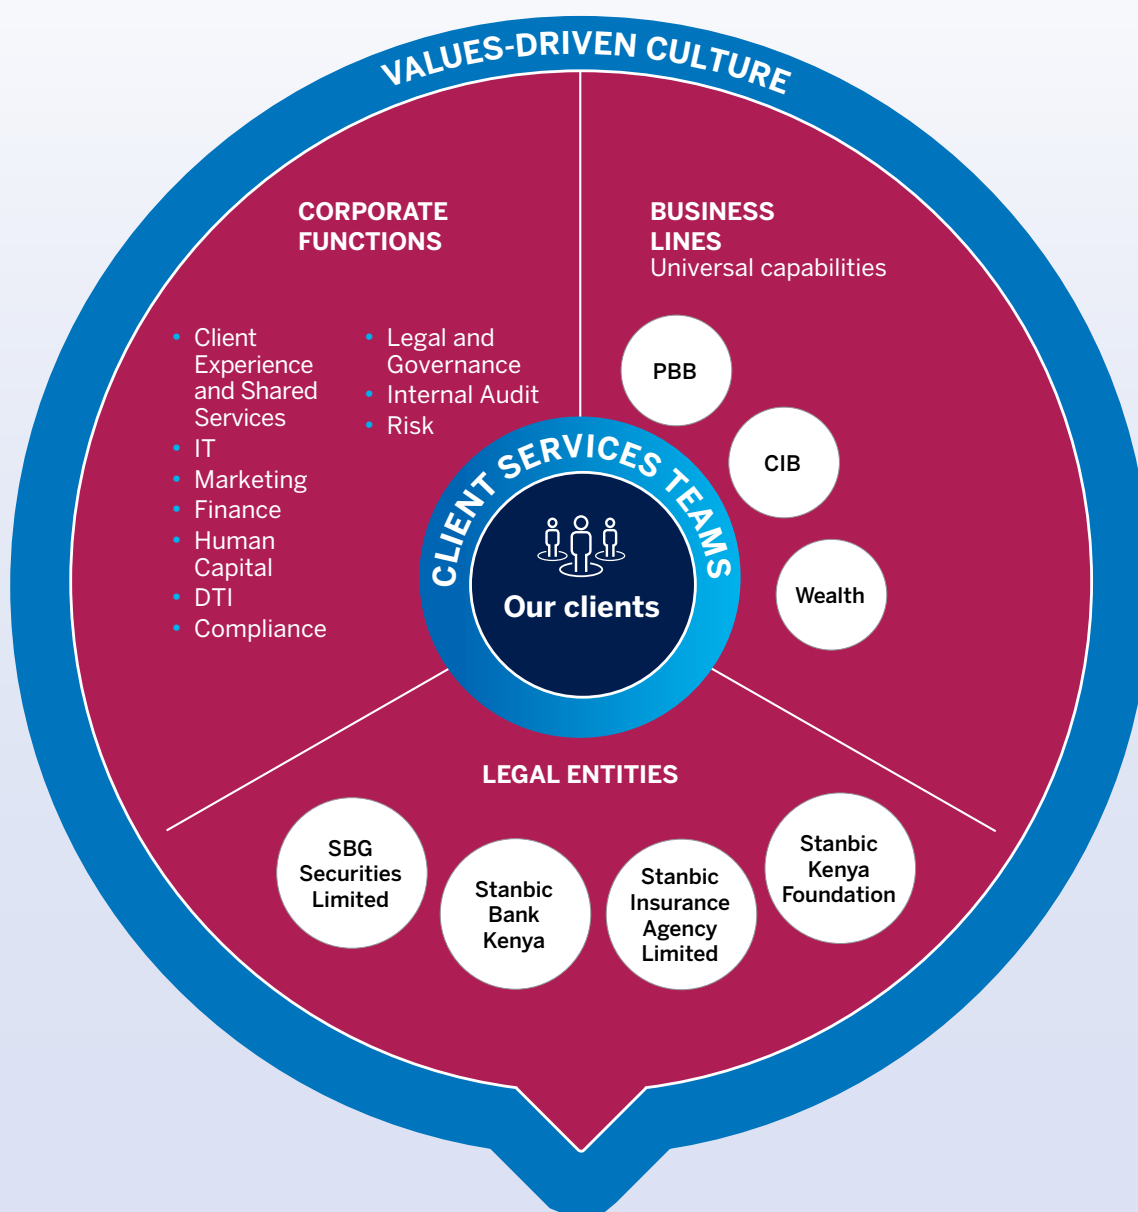 VALUES-DRIVEN CULTURE
CORPORATE
FUNCTIONS
• Client
Experience
and Shared
Services
• IT
• Marketing
• Finance
• Human
Capital
• DTI
• Compliance
• Legal and
Governance
• Internal Audit
• Risk
BUSINESS
LINES
Universal capabilities
PBB
CIB
Wealth
CLIENT SERVICES TEAMS
Our clients
LEGAL ENTITIES
SBG
Securities
Limited
Stanbic
Bank
Kenya
Stanbic
Insurance
Agency
Limited
Stanbic
Kenya
Foundation